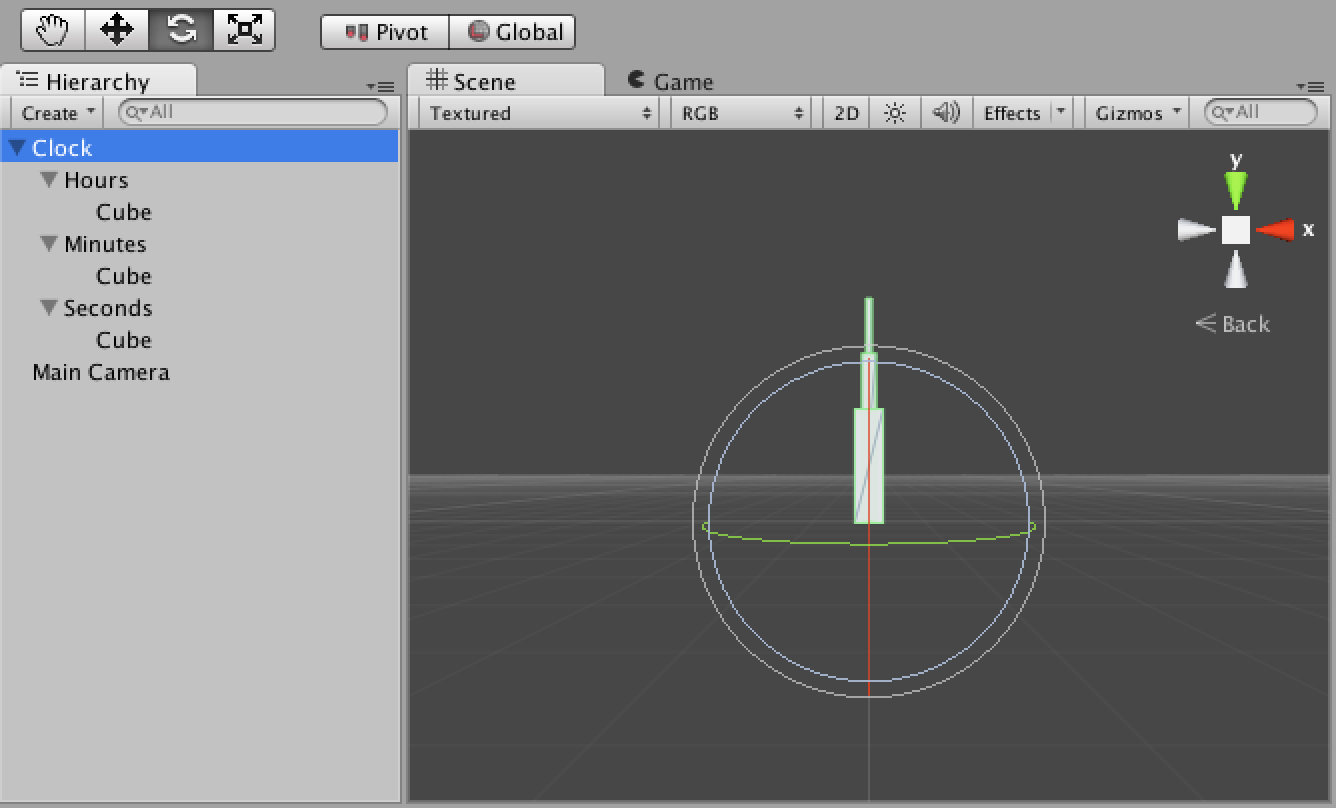 Pivot Global
Hierarchy
Create All
Clock
Hours
Cube
Minutes
Cube
Seconds
Cube
Main Camera
Scene Game
Textured RGB 2D Effects Gizmos All
y
x
Back